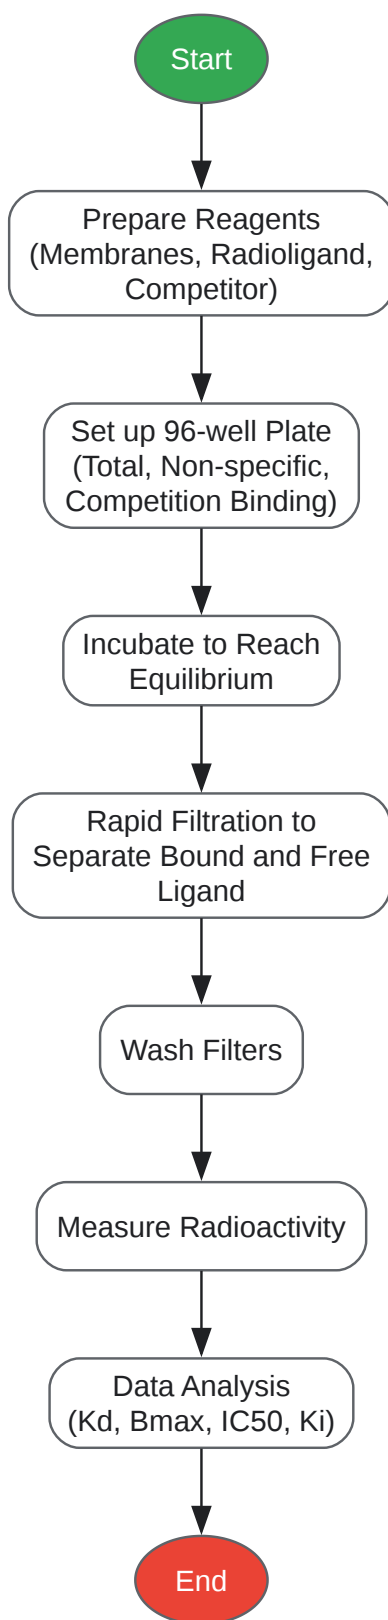 Start
Prepare Reagents
(Membranes, Radioligand,
Competitor)
Set up 96-well Plate
(Total, Non-specific,
Competition Binding)
Incubate to Reach
Equilibrium
Rapid Filtration to
Separate Bound and Free
Ligand
Wash Filters
Measure Radioactivity
Data Analysis
(Kd, Bmax, IC50, Ki)
End